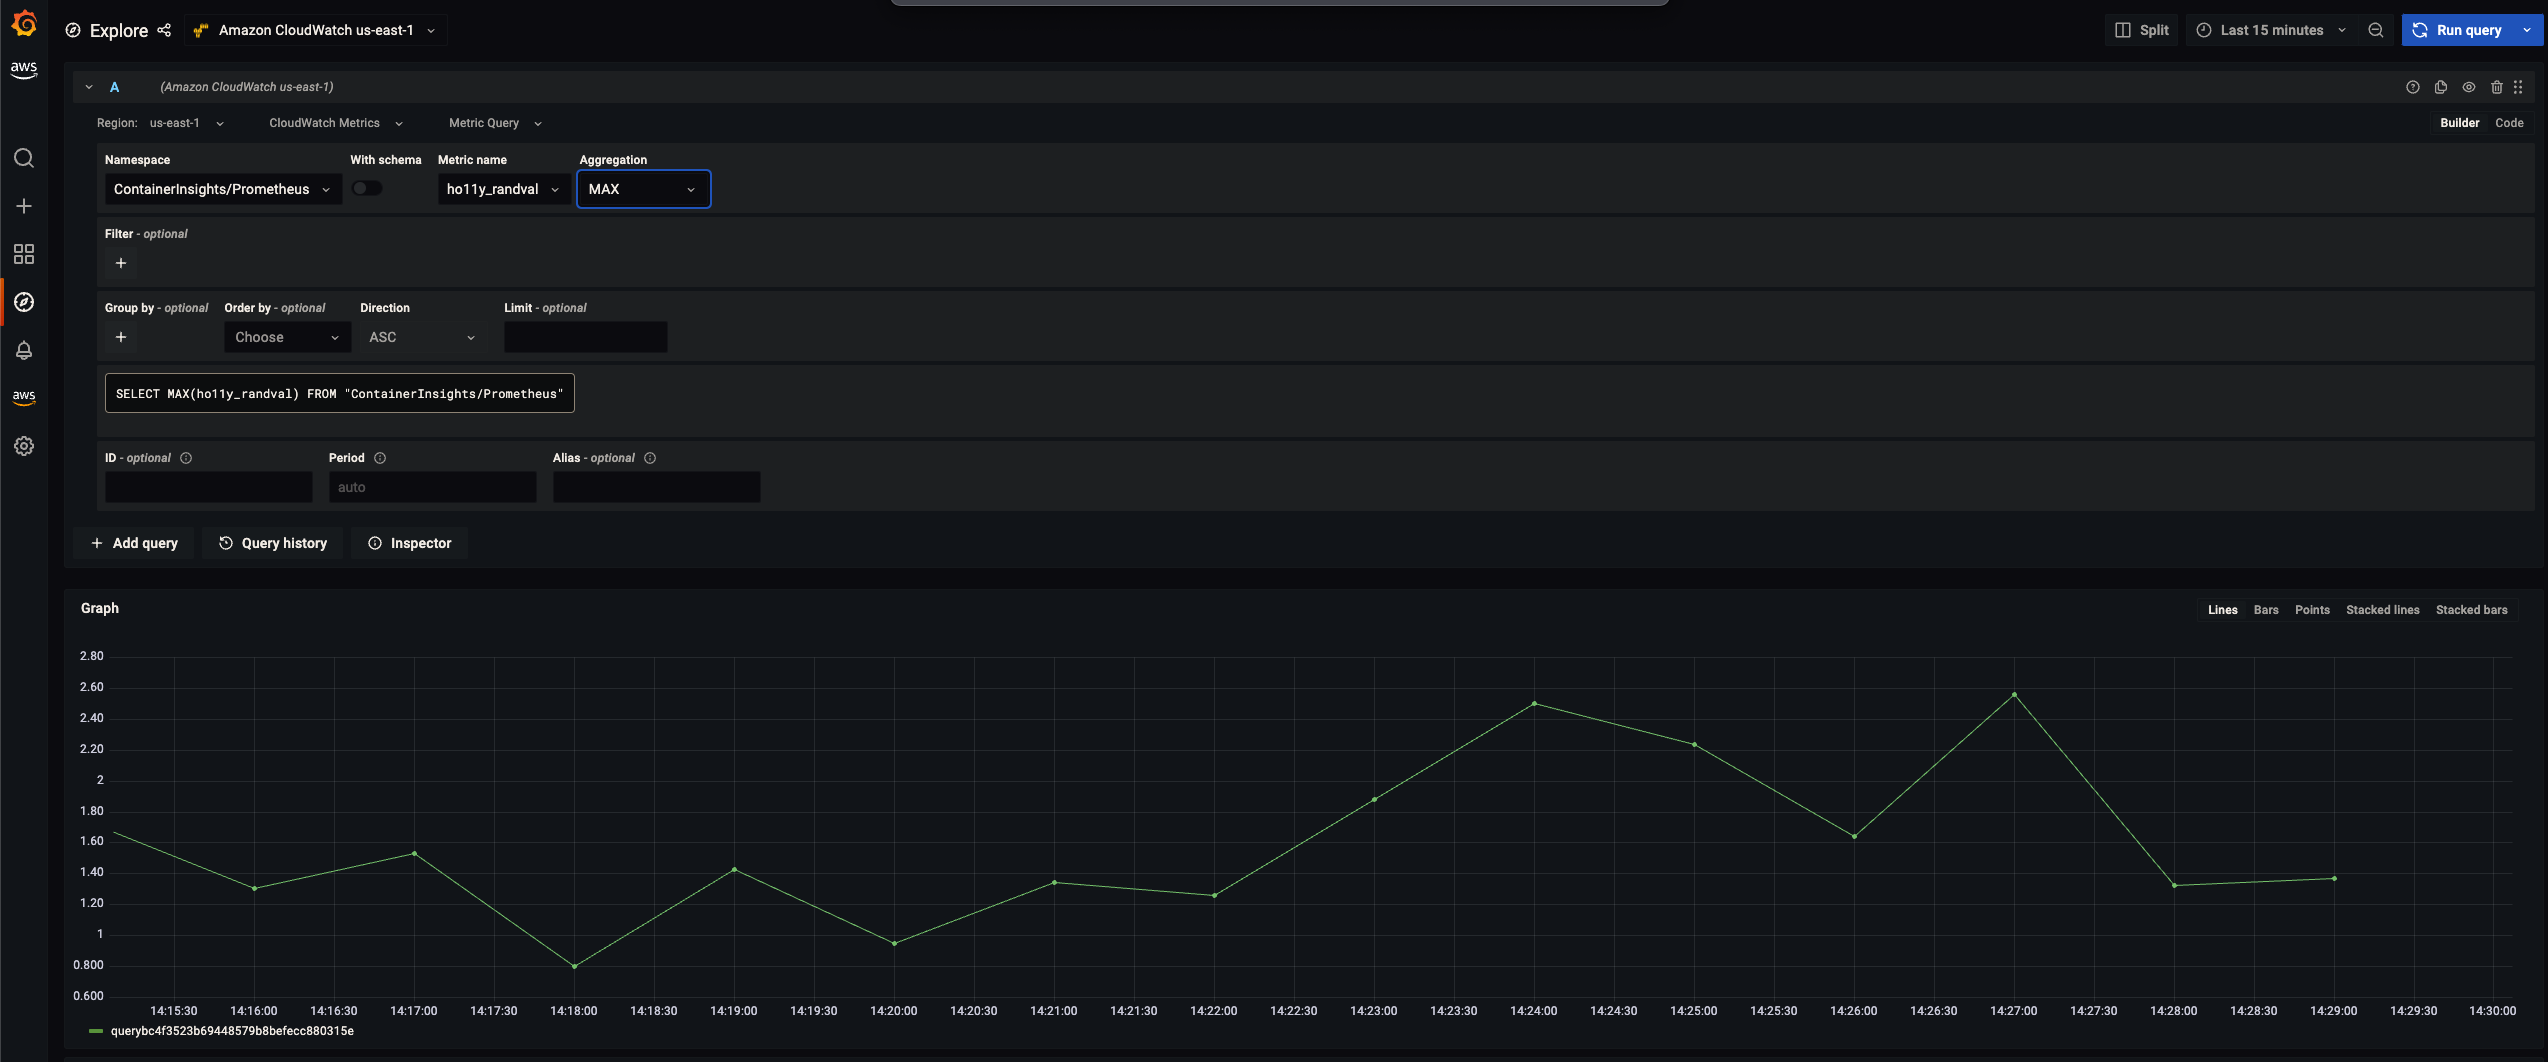 Explore
Amazon CloudWatch us-east-1
Split
Last 15 minutes
Run query
aws
A
(Amazon CloudWatch us-east-1)
Region: us-east-1
CloudWatch Metrics
Metric Query
Builder
Code
Namespace
With schema
Metric name
Aggregation
ContainerInsights/Prometheus
ho11y_randval
MAX
Filter - optional
Group by - optional
Order by - optional
Direction
Limit - optional
Choose
ASC
SELECT MAX(ho11y_randval) FROM "ContainerInsights/Prometheus"
aws
ID - optional
Period
Alias - optional
auto
Add query
Query history
Inspector
Graph
Lines
Bars
Points
Stacked lines
Stacked bars
2.80
2.60
2.40
2.20
2
1.80
1.60
1.40
1.20
1
0.800
0.600
14:15:30 14:16:00 14:16:30 14:17:00 14:17:30 14:18:00 14:18:30 14:19:00 14:19:30 14:20:00 14:20:30 14:21:00 14:21:30 14:22:00 14:22:30 14:23:00 14:23:30 14:24:00 14:24:30 14:25:00 14:25:30 14:26:00 14:26:30 14:27:00 14:27:30 14:28:00 14:28:30 14:29:00 14:29:30 14:30:00
querybc4f3523b69448579b8befecc880315e